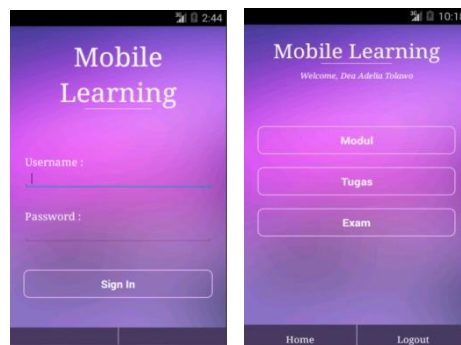 2:44
Mobile
Learning
Username :
Password :
Sign In
10:18
Mobile Learning
Welcome, Dea Adelia Tolawo
Modul
Tugas
Exam
Home
Logout